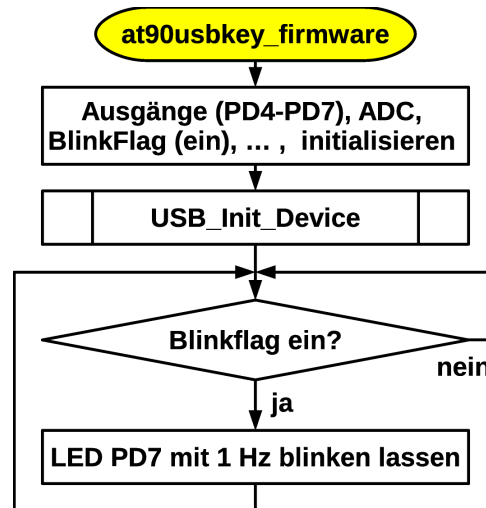 at90usbkey_firmware
Ausgänge (PD4-PD7), ADC,
BlinkFlag (ein), ... , initialisieren
USB_Init_Device
Blinkflag ein?
nein
ja
LED PD7 mit 1 Hz blinken lassen